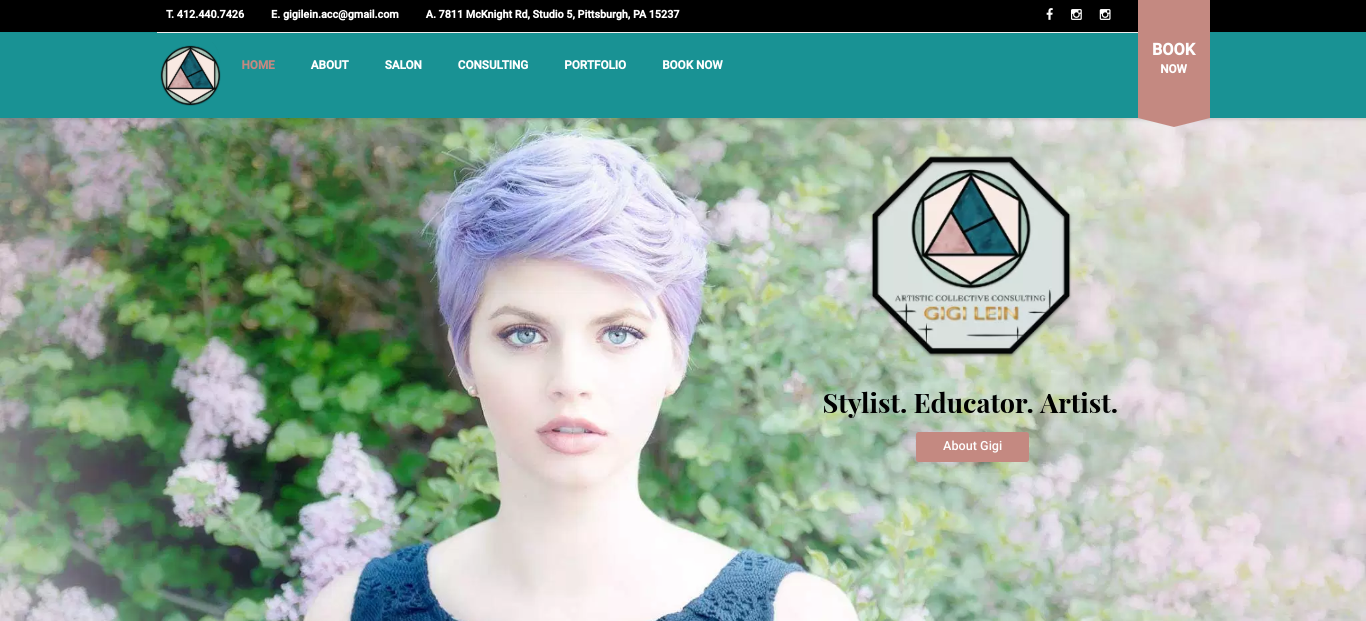 T. 412.440.7426 E. gigilein.acc@gmail.com A. 7811 McKnight Rd, Studio 5, Pittsburgh, PA 15237
BOOK
NOW
HOME ABOUT SALON CONSULTING PORTFOLIO BOOK NOW
ARTISTIC COLLECTIVE CONSULTING
GIGI LEIN
Stylist. Educator. Artist.
About Gigi